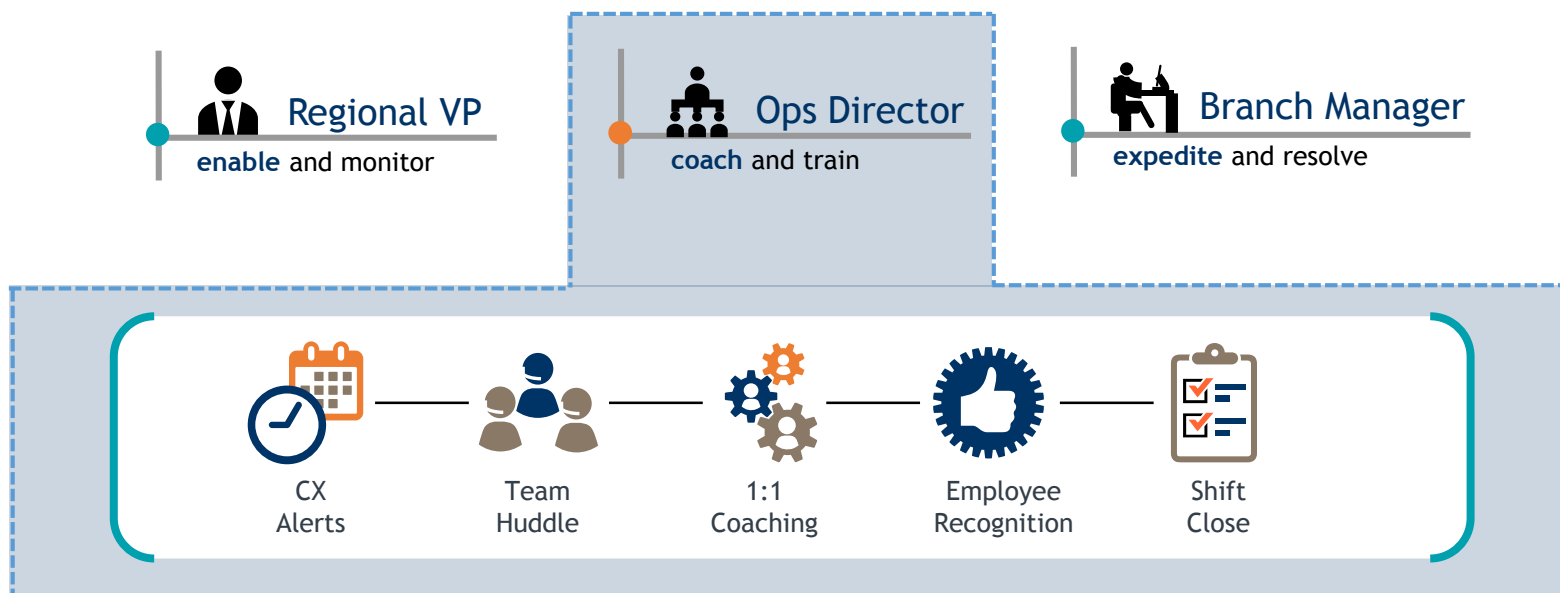 Regional VP
enable and monitor
Ops Director
coach and train
Branch Manager
expedite and resolve
CX
Alerts
Team
Huddle
1:1
Coaching
Employee
Recognition
Shift
Close